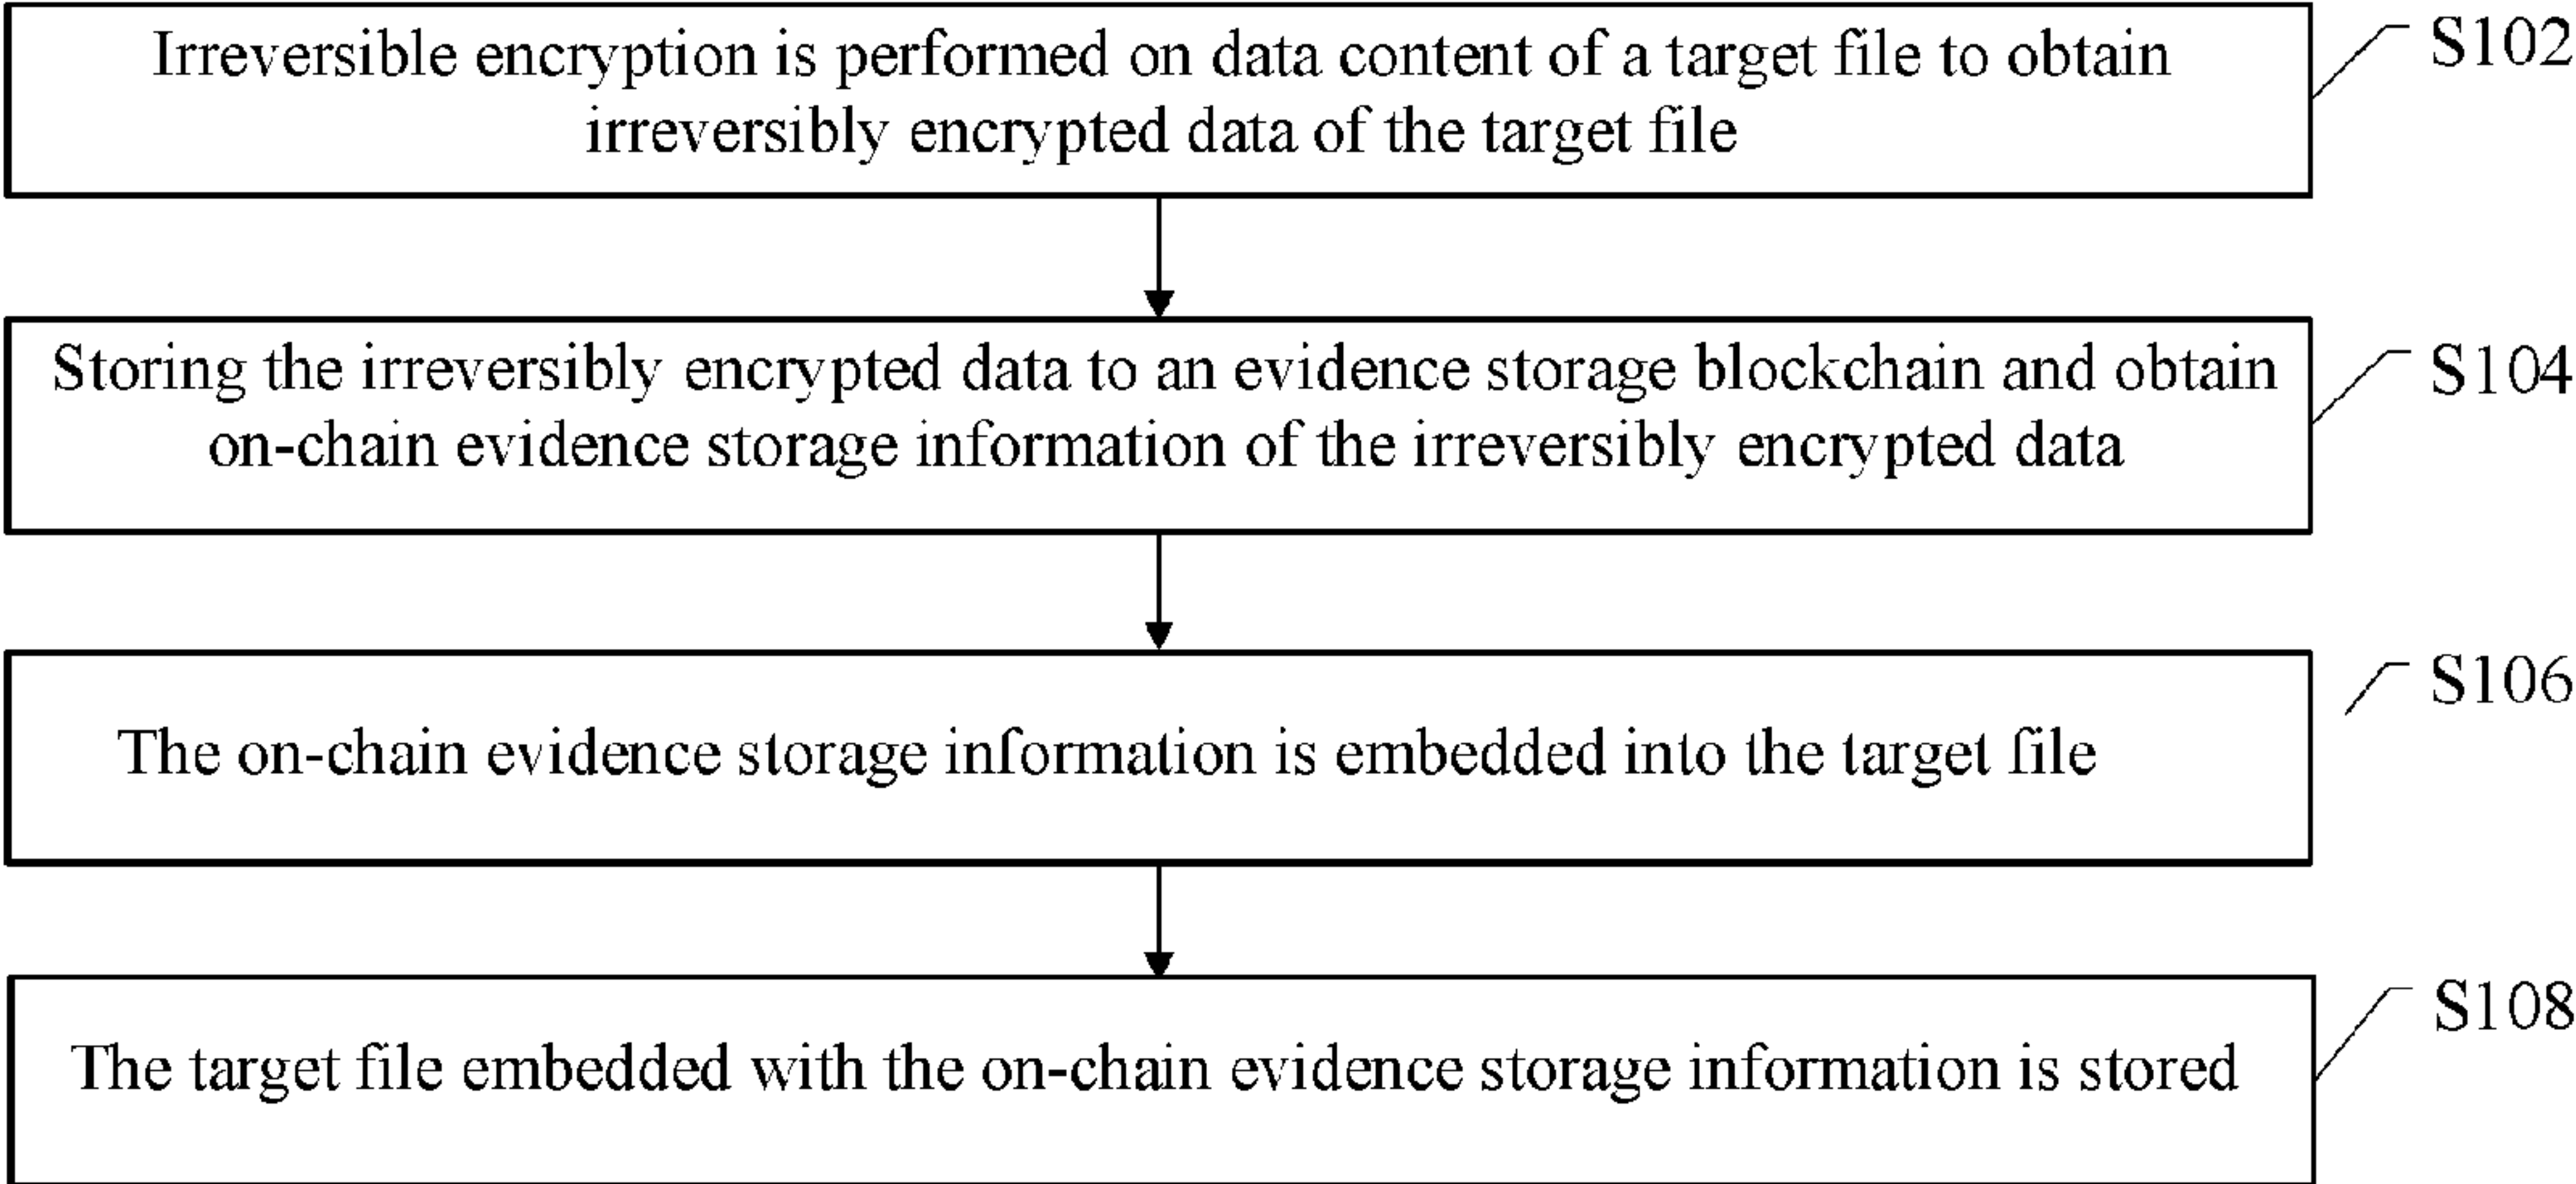 Irreversible encryption is performed on data content of a target file to obtain
irreversibly encrypted data of the target file
S102
Storing the irreversibly encrypted data to an evidence storage blockchain and obtain
on-chain evidence storage information of the irreversibly encrypted data
S104
The on-chain evidence storage information is embedded into the target file
S106
The target file embedded with the on-chain evidence storage information is stored
S108